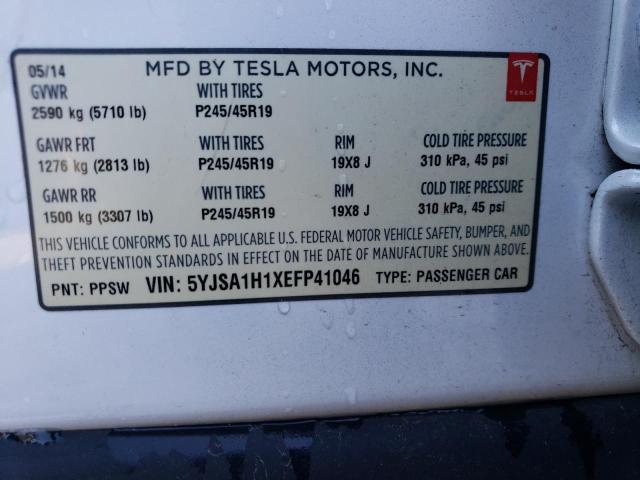 05/14 MFD BY TESLA MOTORS, INC.
TESLA
GVWR WITH TIRES
2590 kg (5710 lb) P245/45R19
GAWR FRT WITH TIRES RIM COLD TIRE PRESSURE
1276 kg (2813 lb) P245/45R19 19X8 J 310 kPa, 45 psi
GAWR RR WITH TIRES RIM COLD TIRE PRESSURE
1500 kg (3307 lb) P245/45R19 19X8 J 310 kPa, 45 psi
THIS VEHICLE CONFORMS TO ALL APPLICABLE U.S. FEDERAL MOTOR VEHICLE SAFETY, BUMPER, AND
THEFT PREVENTION STANDARDS IN EFFECT ON THE DATE OF MANUFACTURE SHOWN ABOVE.
PNT: PPSW VIN: 5YJSA1H1XEFP41046 TYPE: PASSENGER CAR